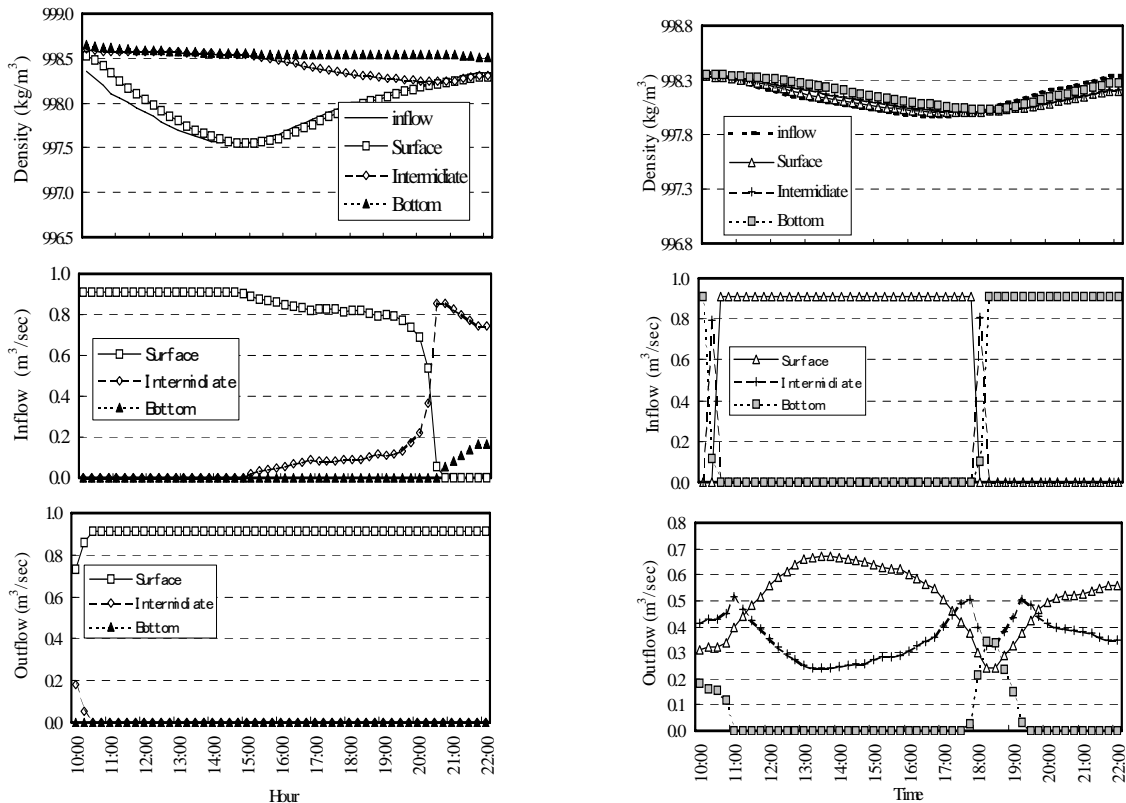 999.0
998.5
998.0
997.5
997.0
996.5
Density (kg/m³)
inflow
Surface
Intermidiate
Bottom
998.8
998.3
997.8
997.3
996.8
Density (kg/m³)
inflow
Surface
Intermidiate
Bottom
1.0
0.8
0.6
0.4
0.2
0.0
Inflow (m³/sec)
Surface
Intermidiate
Bottom
1.0
0.8
0.6
0.4
0.2
0.0
Inflow (m³/sec)
Surface
Intermidiate
Bottom
1.0
0.8
0.6
0.4
0.2
0.0
Outflow (m³/sec)
Surface
Intermidiate
Bottom
10:00
11:00
12:00
13:00
14:00
15:00
16:00
17:00
18:00
19:00
20:00
21:00
22:00
Hour
0.8
0.7
0.6
0.5
0.4
0.3
0.2
0.1
0.0
Outflow (m³/sec)
10:00
11:00
12:00
13:00
14:00
15:00
16:00
17:00
18:00
19:00
20:00
21:00
22:00
Time